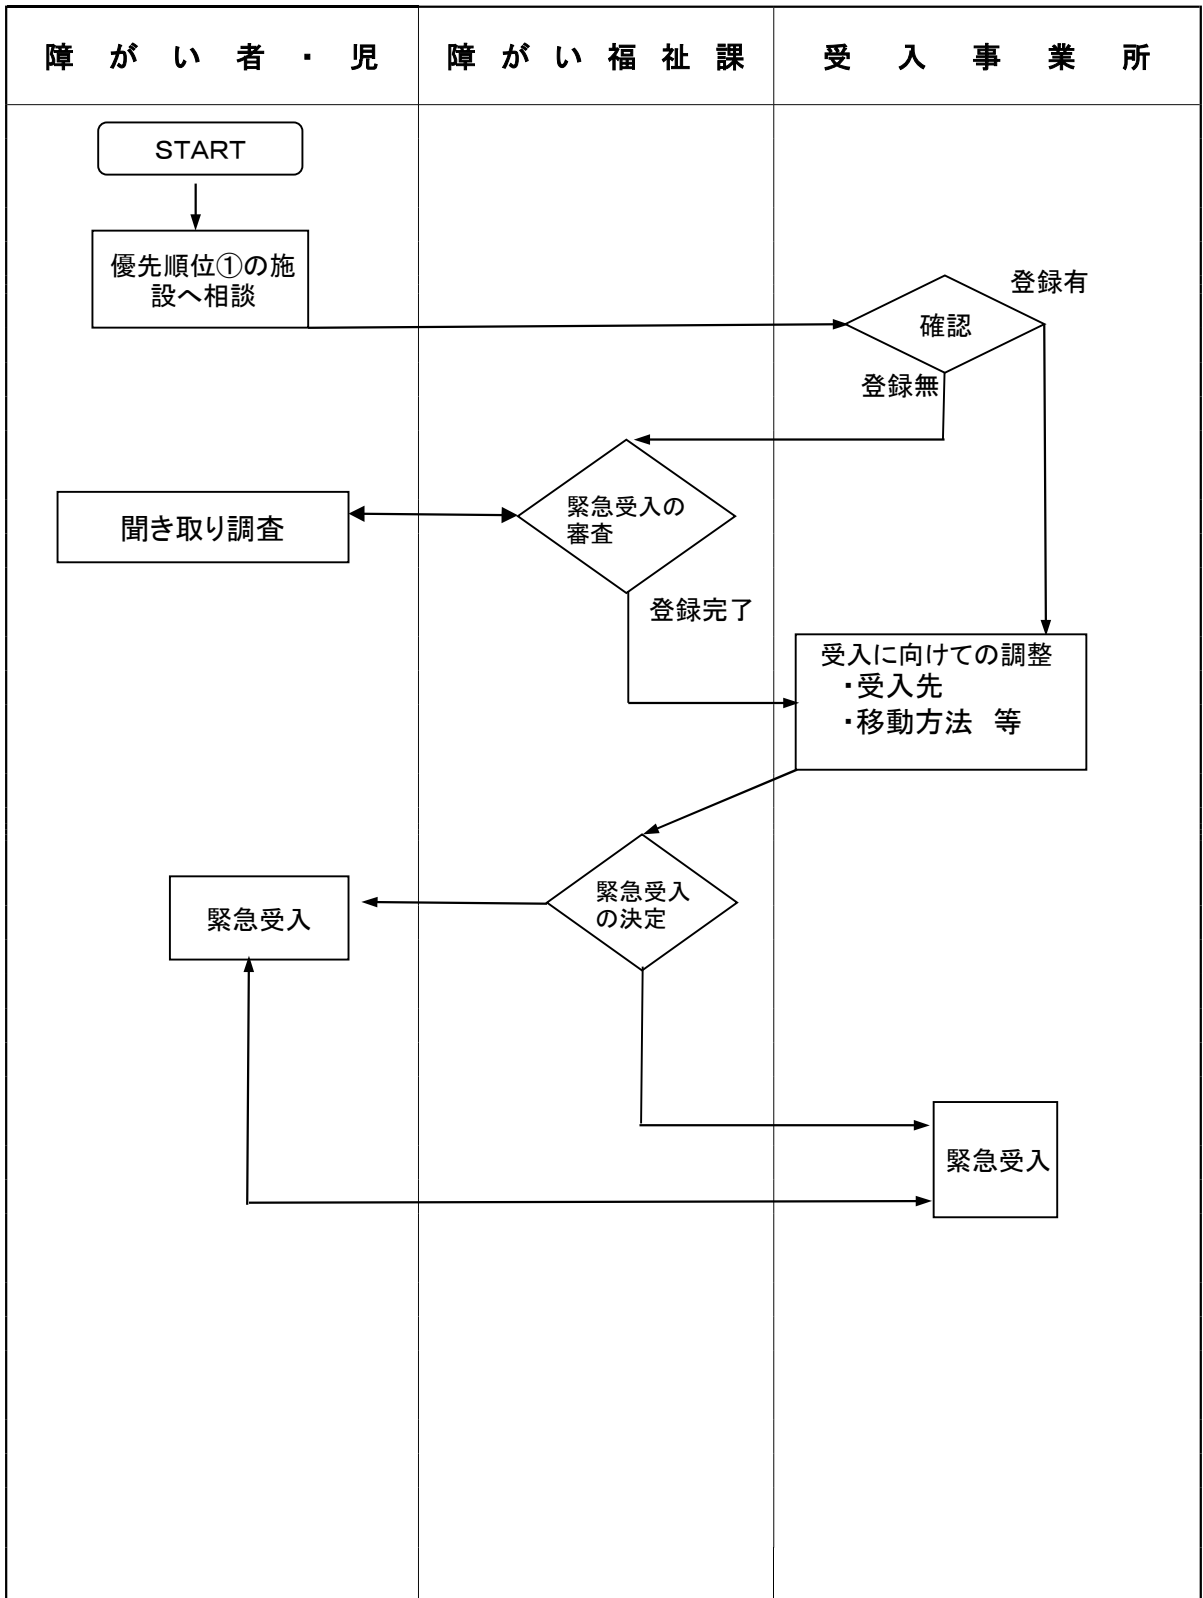 障がい者・児
障がい福祉課
受入事業所
START
優先順位①の施
設へ相談
登録有
確認
登録無
緊急受入の
審査
聞き取り調査
登録完了
受入に向けての調整
・受入先
・移動方法　等
緊急受入
の決定
緊急受入
緊急受入